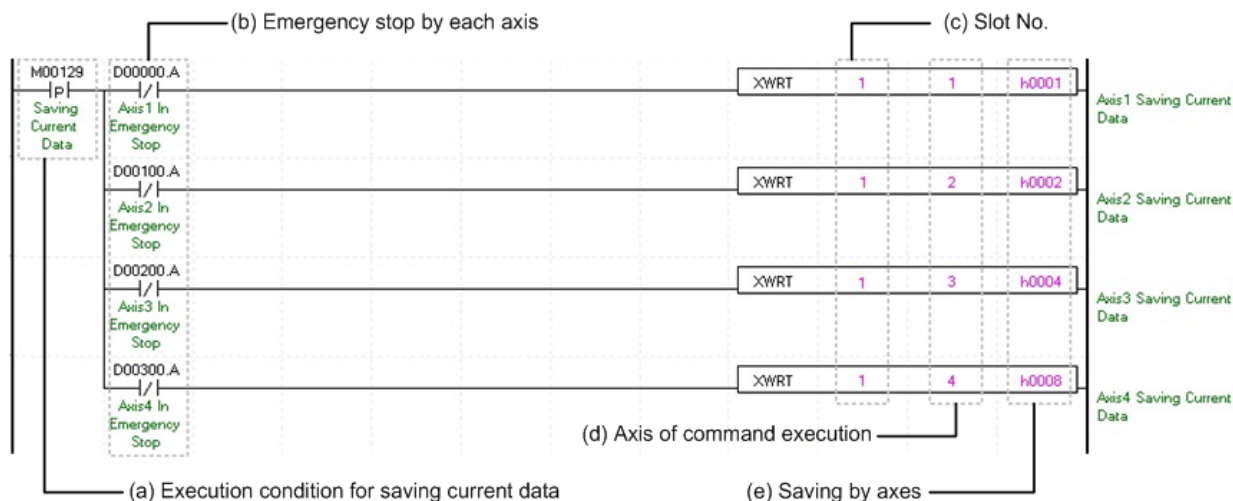 (b) Emergency stop by each axis
(c) Slot No.
M00129
D00000.A
P
Saving
Current
Data
Axis1 In
Emergency
Stop
XWRT 1 1 h0001
Axis1 Saving Current
Data
D00100.A
Axis2 In
Emergency
Stop
XWRT 1 2 h0002
Axis2 Saving Current
Data
D00200.A
Axis3 In
Emergency
Stop
XWRT 1 3 h0004
Axis3 Saving Current
Data
D00300.A
Axis4 In
Emergency
Stop
XWRT 1 4 h0008
Axis4 Saving Current
Data
(d) Axis of command execution
(a) Execution condition for saving current data
(e) Saving by axes